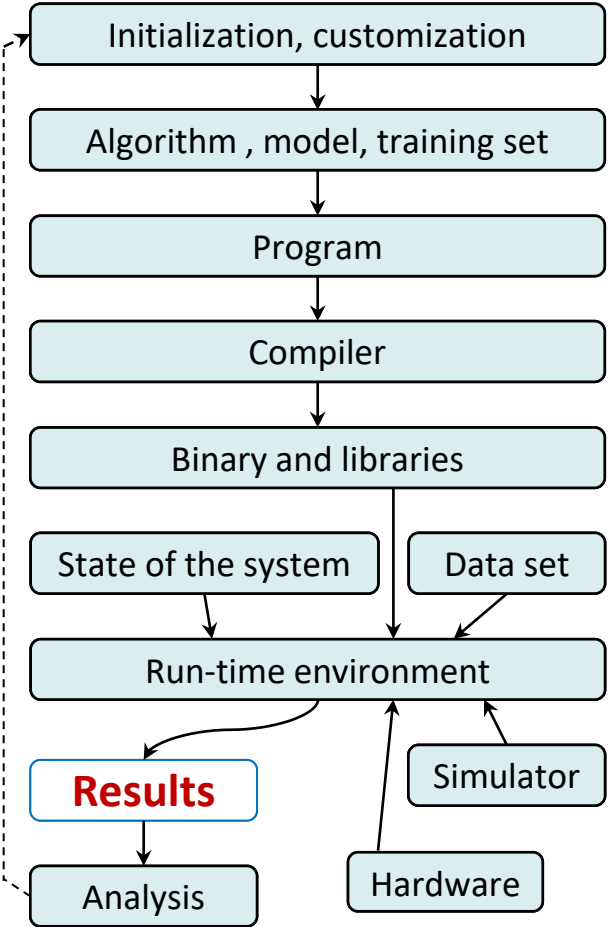 Initialization, customization
Algorithm , model, training set
Program
Compiler
Binary and libraries
State of the system
Data set
Run-time environment
Simulator
Results
Hardware
Analysis